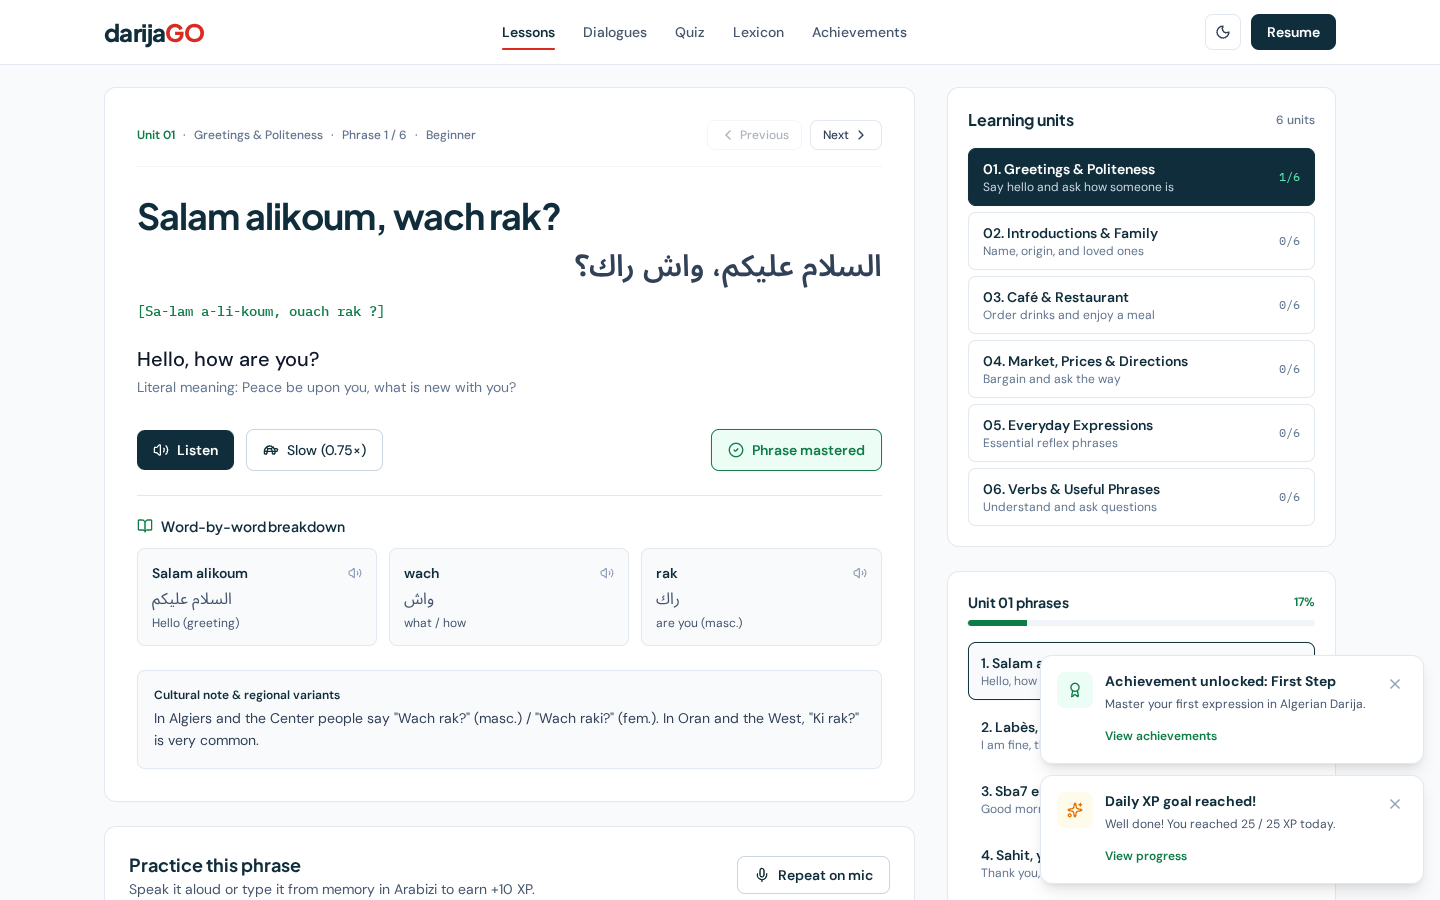 darijaGO
Lessons
Dialogues
Quiz
Lexicon
Achievements
Resume
Unit 01 · Greetings & Politeness · Phrase 1 / 6 · Beginner
Previous
Next
Salam alikoum, wach rak?
السلام عليكم، واش راك؟
[Sa-lam a-li-koum, ouach rak ?]
Hello, how are you?
Literal meaning: Peace be upon you, what is new with you?
Listen
Slow (0.75×)
Phrase mastered
Word-by-word breakdown
Salam alikoum
السلام عليكم
Hello (greeting)
wach
واش
what / how
rak
راك
are you (masc.)
Cultural note & regional variants
In Algiers and the Center people say "Wach rak?" (masc.) / "Wach raki?" (fem.). In Oran and the West, "Ki rak?"
is very common.
Practice this phrase
Speak it aloud or type it from memory in Arabizi to earn +10 XP.
Repeat on mic
Learning units
6 units
01. Greetings & Politeness
Say hello and ask how someone is
1/6
02. Introductions & Family
Name, origin, and loved ones
0/6
03. Café & Restaurant
Order drinks and enjoy a meal
0/6
04. Market, Prices & Directions
Bargain and ask the way
0/6
05. Everyday Expressions
Essential reflex phrases
0/6
06. Verbs & Useful Phrases
Understand and ask questions
0/6
Unit 01 phrases
17%
1. Salam
Hello, how
2. Labès,
I am fine,
3. Sba7
Good
4. Sahit,
Thank you,
Achievement unlocked: First Step
Master your first expression in Algerian Darija.
View achievements
Daily XP goal reached!
Well done! You reached 25 / 25 XP today.
View progress